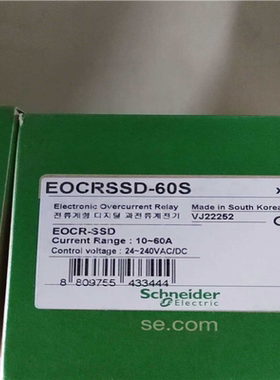 EOCRSSD-60S
Electronic Overcurrent Relay
Made in South Korea
전류계형 디지털 과전류계전기
VJ22252
EOCR-SSD
Current Range : 10~60A
Control voltage : 24~240VAC/DC
8 809755 433444
Schneider
Electric
se.com